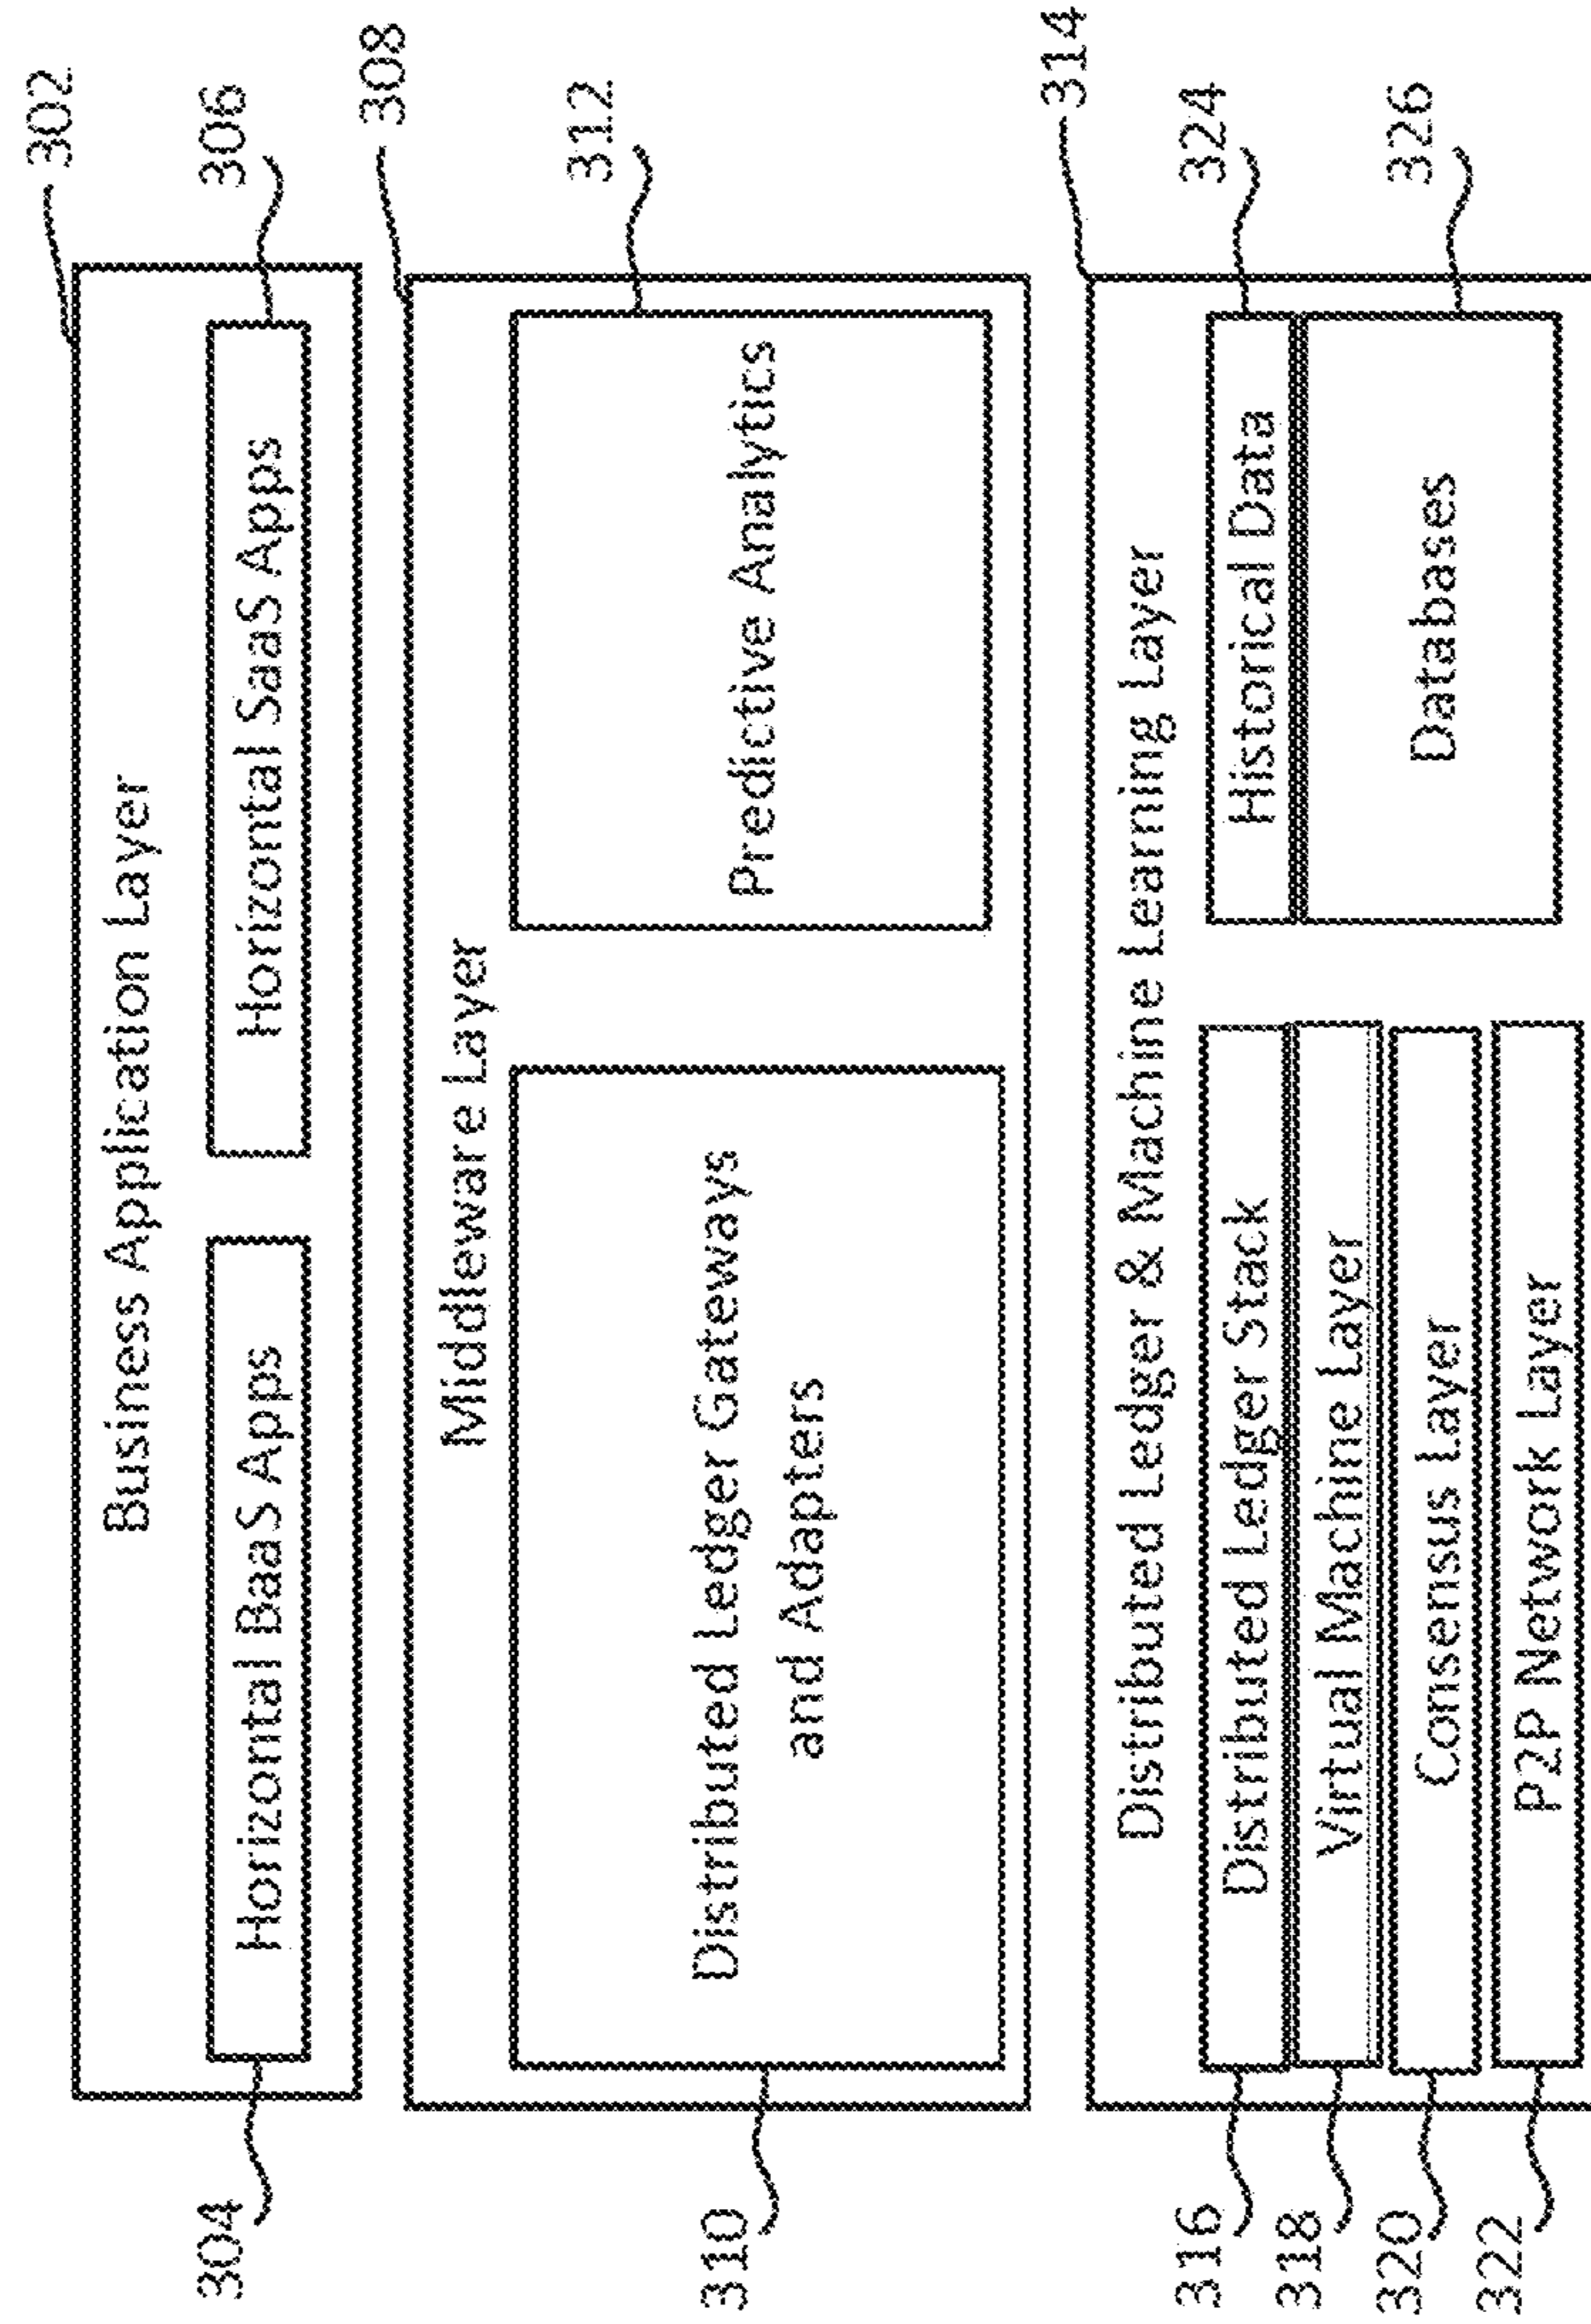 302
Business Application Layer
304
Horizontal BaaS Apps
Horizontal SaaS Apps
306
308
Middleware Layer
310
Distributed Ledger Gateways
and Adapters
Predictive Analytics
312
314
Distributed Ledger & Machine Learning Layer
316
Distributed Ledger Stack
Historical Data
324
318
Virtual Machine Layer
320
Consensus Layer
Databases
326
322
P2P Network Layer